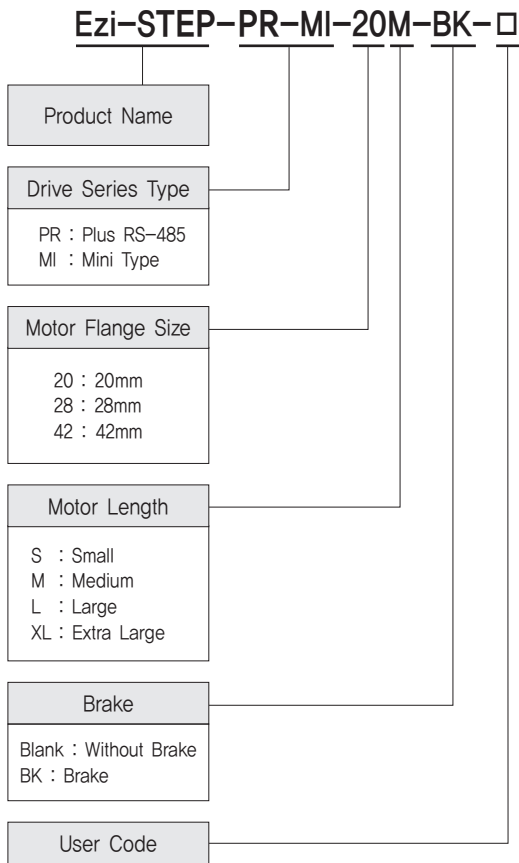 Ezi-STEP-PR-MI-20M-BK-□
Product Name
Drive Series Type
PR : Plus RS-485
MI : Mini Type
Motor Flange Size
20 : 20mm
28 : 28mm
42 : 42mm
Motor Length
S : Small
M : Medium
L : Large
XL : Extra Large
Brake
Blank : Without Brake
BK : Brake
User Code